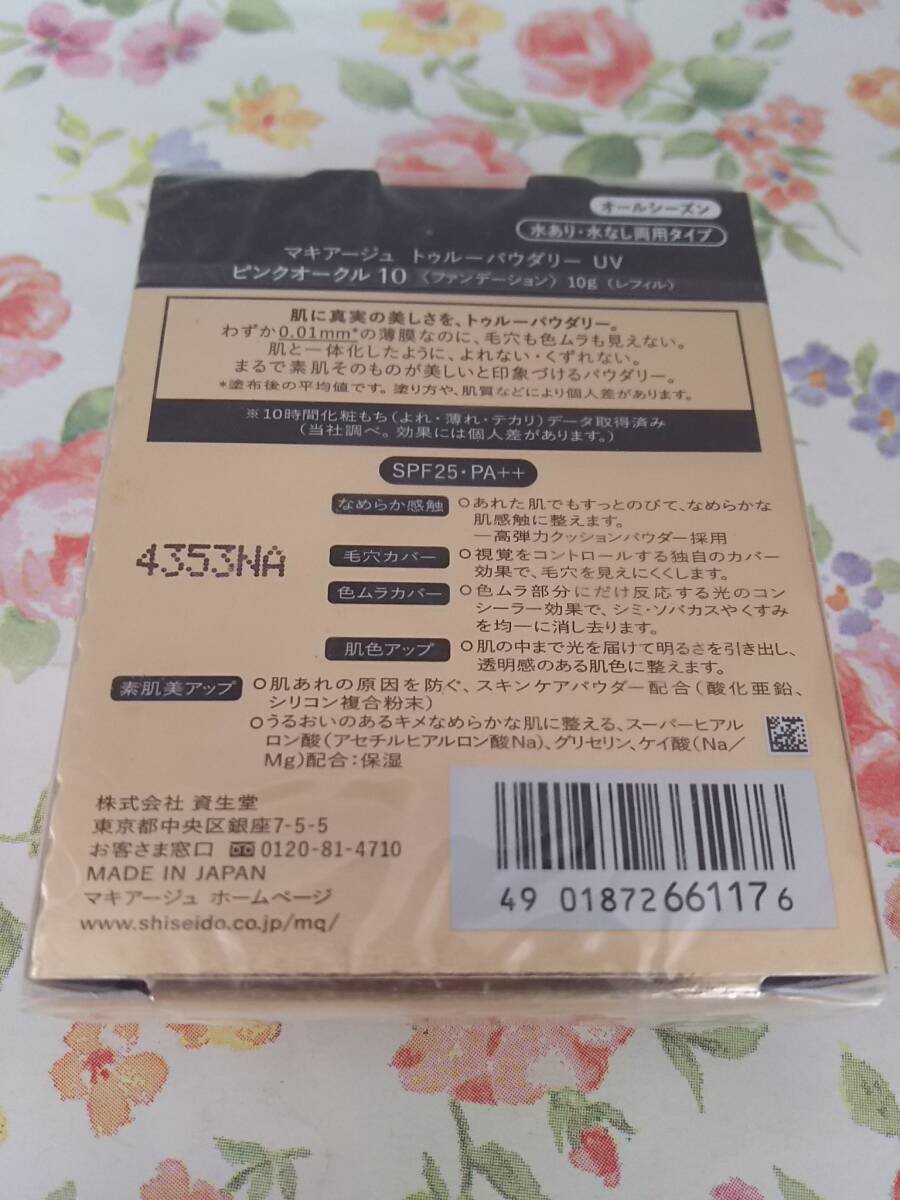 オールシーズン
水あり・水なし両用タイプ
マキアージュ トゥルーパウダリー UV
ピンクオークル 10 〈ファンデーション〉 10g 〈レフィル〉
肌に真実の美しさを、トゥルーパウダリー。
わずか0.01mm*の薄膜なのに、毛穴も色ムラも見えない。
肌と一体化したように、よれない・くずれない。
まるで素肌そのものが美しいと印象づけるパウダリー。
*塗布後の平均値です。塗り方や、肌質などにより個人差があります。
※10時間化粧もち(よれ・薄れ・テカリ)データ取得済み
(当社調べ。効果には個人差があります。)
SPF25・PA++
なめらか感触 ○あれた肌でもすっとのびて、なめらかな
肌感触に整えます。
―高弾力クッションパウダー採用
毛穴カバー ○視覚をコントロールする独自のカバー
効果で、毛穴を見えにくくします。
4353NA
色ムラカバー ○色ムラ部分にだけ反応する光のコン
シーラー効果で、シミ・ソバカスやくすみ
を均一に消し去ります。
肌色アップ ○肌の中まで光を届けて明るさを引き出し、
透明感のある肌色に整えます。
素肌美アップ ○肌あれの原因を防ぐ、スキンケアパウダー配合(酸化亜鉛、
シリコン複合粉末)
○うるおいのあるキメなめらかな肌に整える、スーパーヒアル
ロン酸(アセチルヒアルロン酸Na)、グリセリン、ケイ酸(Na/
Mg)配合:保湿
株式会社 資生堂
東京都中央区銀座7-5-5
お客さま窓口 0120-81-4710
MADE IN JAPAN
マキアージュ ホームページ
www.shiseido.co.jp/mq/
49 01872 661176